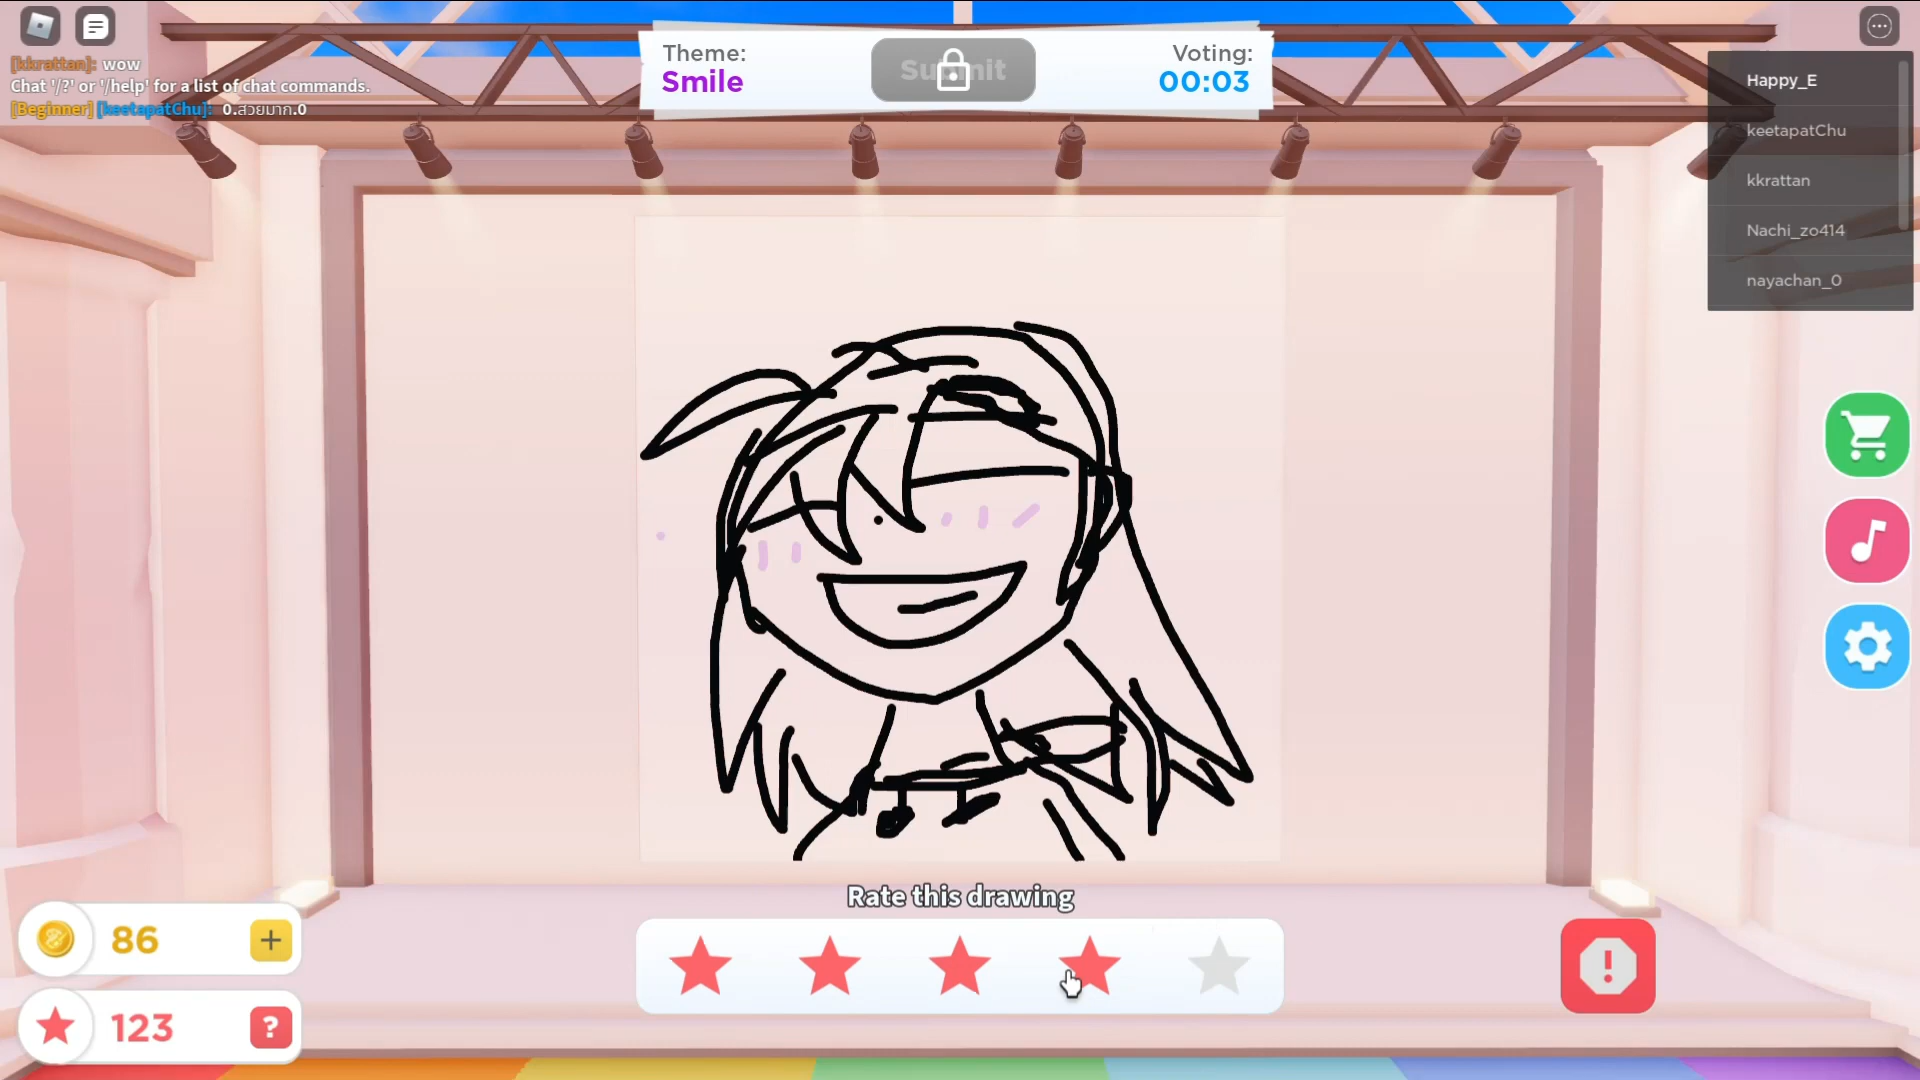 [kkrattan]: wow
Chat '/?' or '/help' for a list of chat commands.
[Beginner] [keetapatChu]: 0.สวยมาก.0
Theme:
Smile
Submit
Voting:
00:03
Happy_E
keetapatChu
kkrattan
Nachi_zo414
nayachan_0
Rate this drawing
86
+
123
?
!